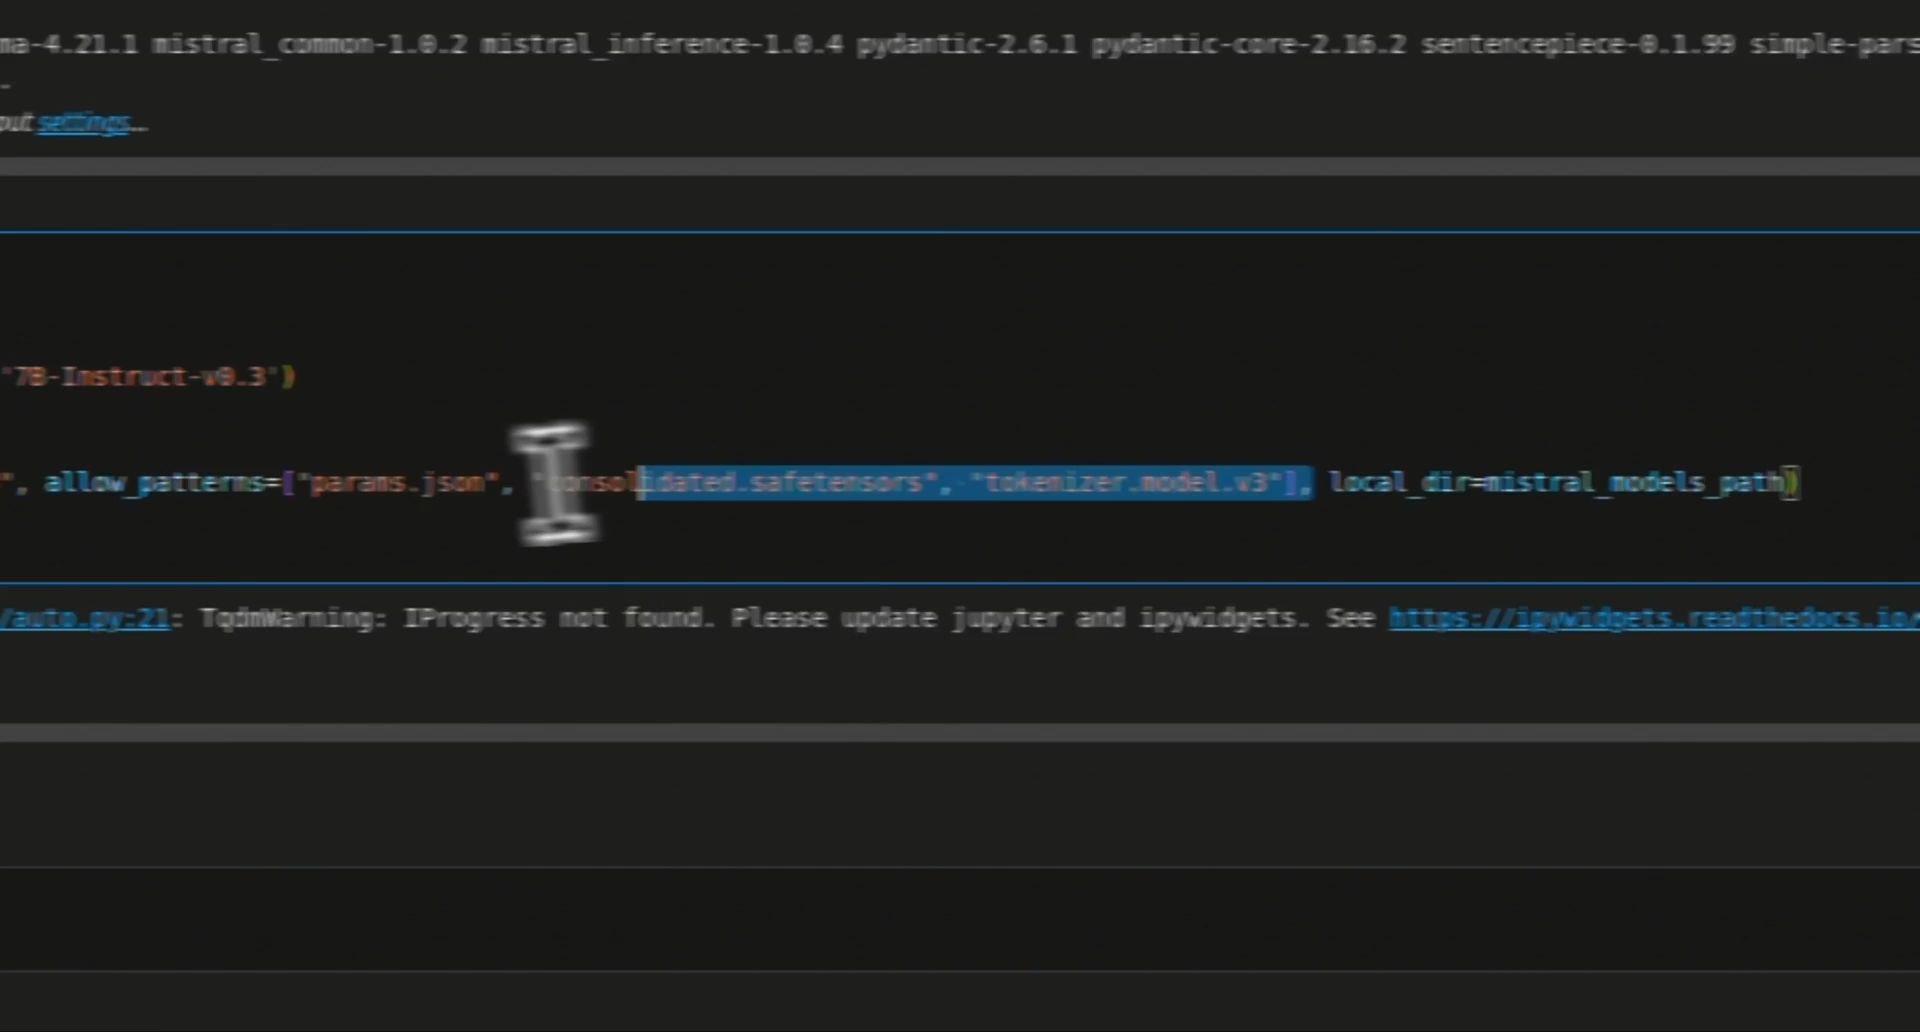 ma-4.21.1 mistral_common-1.0.2 mistral_inference-1.0.4 pydantic-2.6.1 pydantic-core-2.16.2 sentencepiece-0.1.99 simple-pars
put settings...
"7B-Instruct-v0.3")
", allow_patterns=["params.json", "consolidated.safetensors", "tokenizer.model.v3"], local_dir=mistral_models_path)
/auto.py:21: TqdmWarning: IProgress not found. Please update jupyter and ipywidgets. See https://ipywidgets.readthedocs.io/